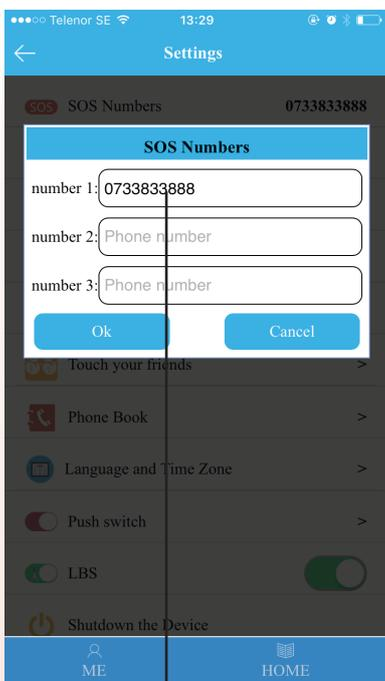 Telenor SE 13:29
Settings
SOS SOS Numbers 0733833888
SOS Numbers
number 1: 0733833888
number 2: Phone number
number 3: Phone number
Ok Cancel
Touch your friends >
Phone Book >
Language and Time Zone >
Push switch >
LBS
Shutdown the Device
ME HOME